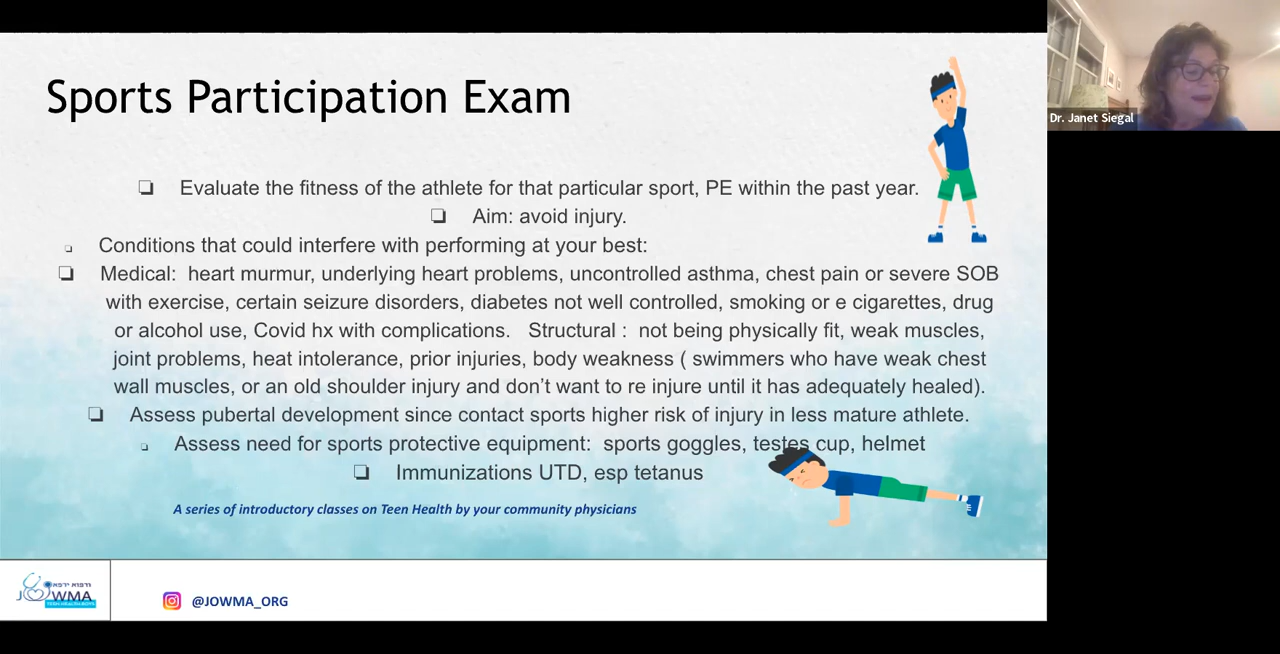 Sports Participation Exam
Dr. Janet Siegal
❏ Evaluate the fitness of the athlete for that particular sport, PE within the past year.
❏ Aim: avoid injury.
❏ Conditions that could interfere with performing at your best:
❏ Medical: heart murmur, underlying heart problems, uncontrolled asthma, chest pain or severe SOB
with exercise, certain seizure disorders, diabetes not well controlled, smoking or e cigarettes, drug
or alcohol use, Covid hx with complications. Structural : not being physically fit, weak muscles,
joint problems, heat intolerance, prior injuries, body weakness ( swimmers who have weak chest
wall muscles, or an old shoulder injury and don’t want to re injure until it has adequately healed).
❏ Assess pubertal development since contact sports higher risk of injury in less mature athlete.
❏ Assess need for sports protective equipment: sports goggles, testes cup, helmet
❏ Immunizations UTD, esp tetanus
A series of introductory classes on Teen Health by your community physicians
ורפוא ירפא
JOWMA
TEEN HEALTH BOYS
@JOWMA_ORG